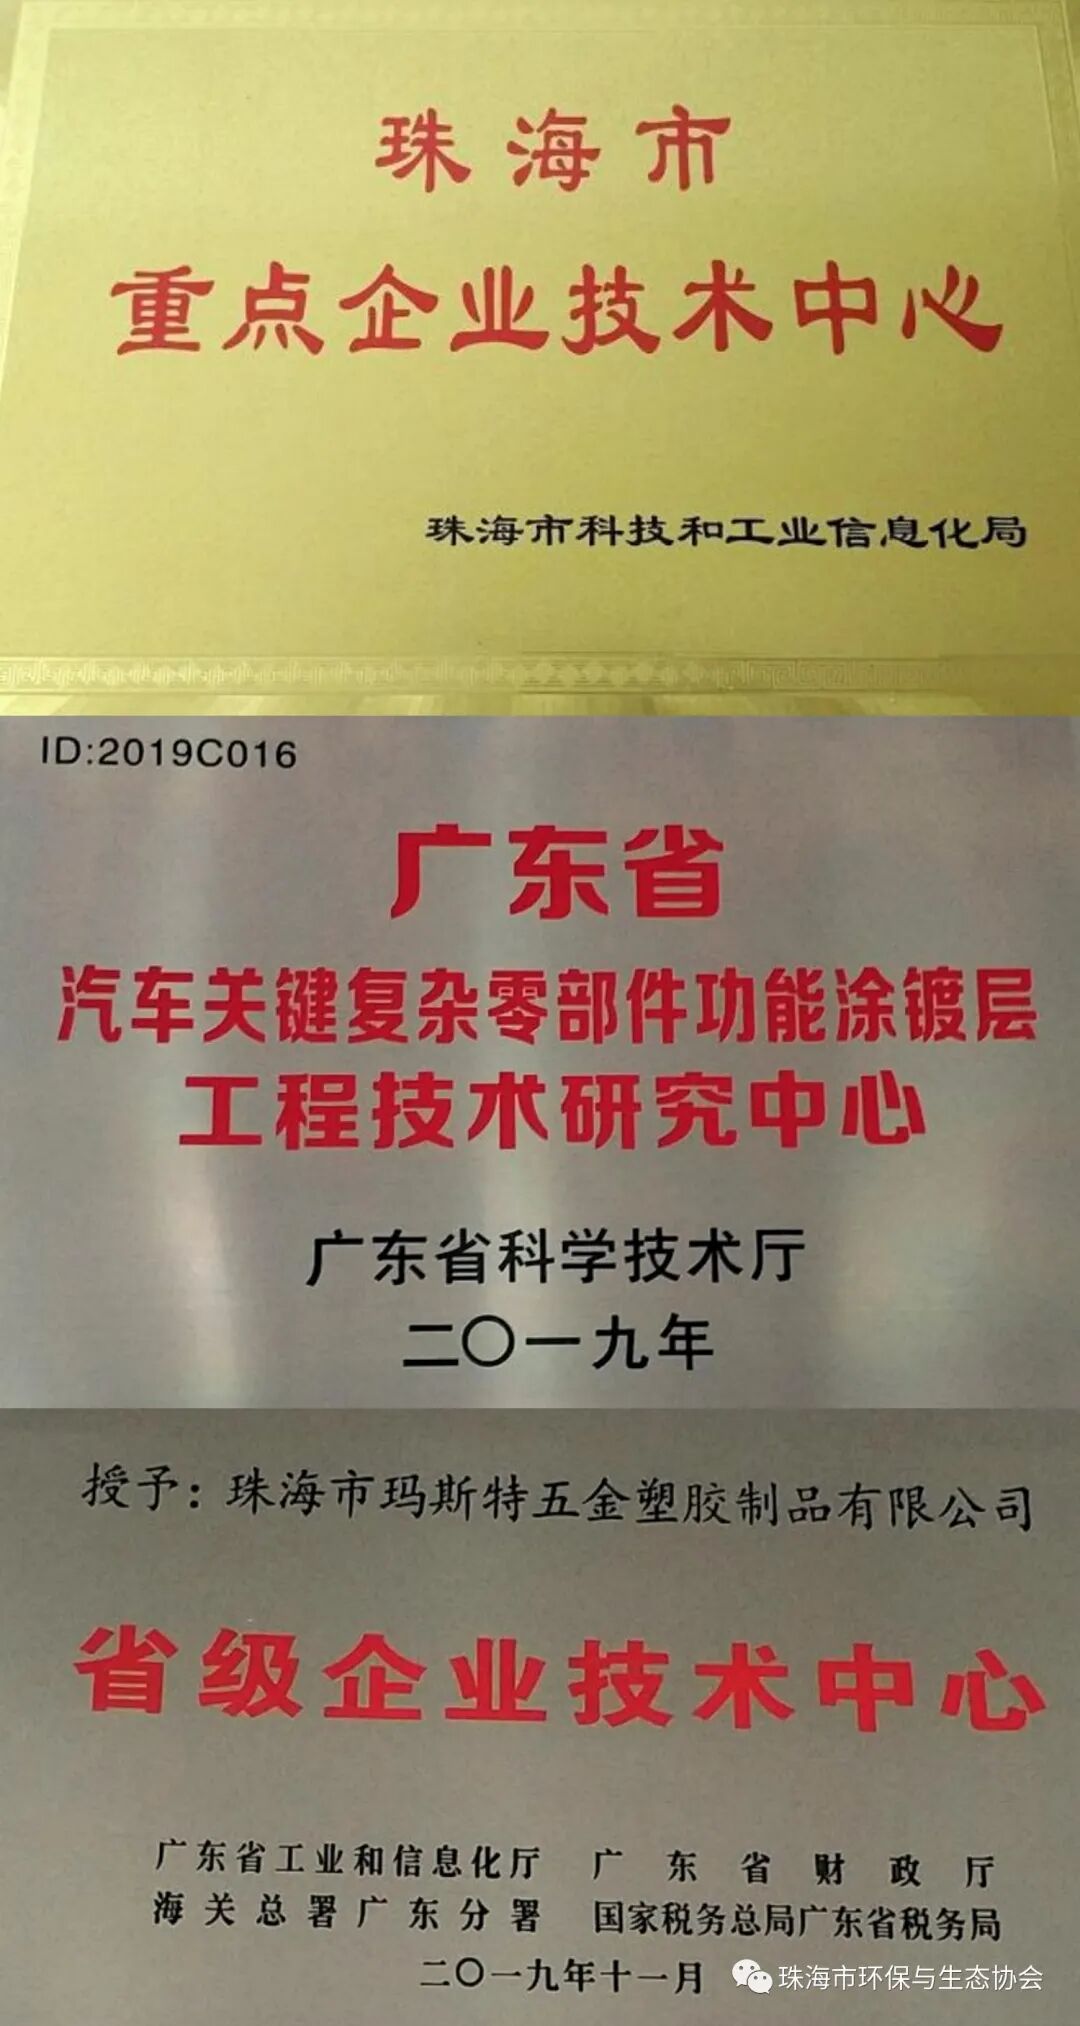 珠海市
重点企业技术中心
珠海市科技和工业信息化局
ID:2019C016
广东省
汽车关键复杂零部件功能涂镀层
工程技术研究中心
广东省科学技术厅
二〇一九年
授予：珠海市玛斯特五金塑胶制品有限公司
省级企业技术中心
广东省工业和信息化厅 广东省财政厅
海关总署广东分署 国家税务总局广东省税务局
二〇一九年十一月
珠海市环保与生态协会